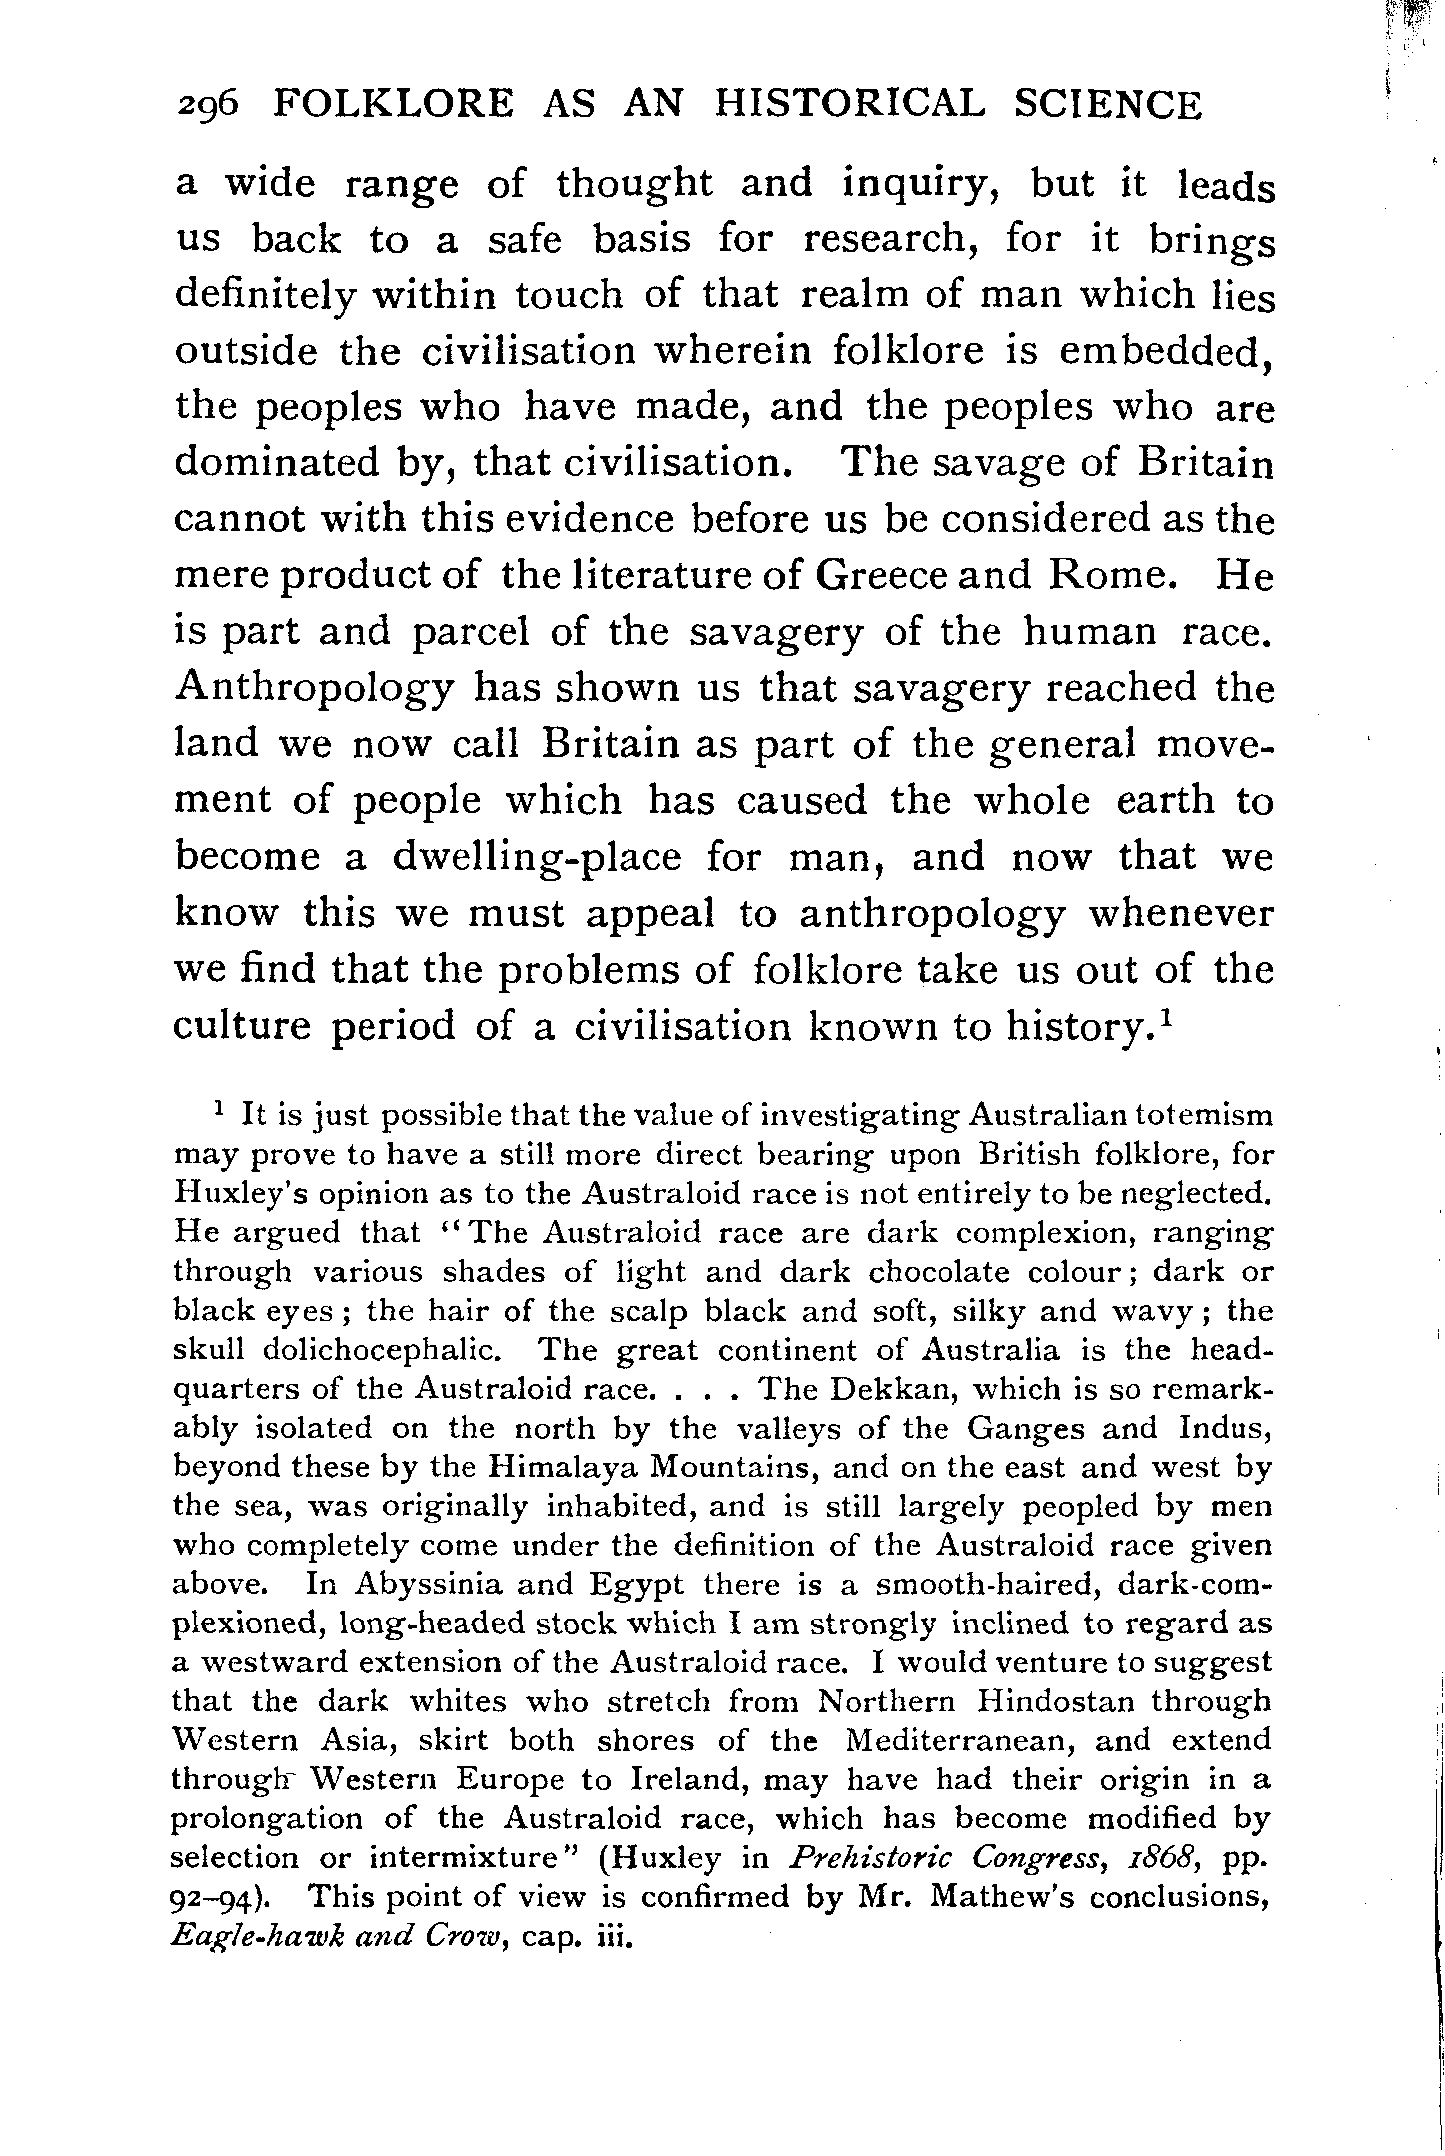 296 FOLKLORE AS AN HISTORICAL SCIENCE
a wide range of thought and inquiry, but it leads
us back to a safe basis for research, for it brings
definitely within touch of that realm of man which lies
outside the civilisation wherein folklore is embedded,
the peoples who have made, and the peoples who are
dominated by, that civilisation. The savage of Britain
cannot with this evidence before us be considered as the
mere product of the literature of Greece and Rome. He
is part and parcel of the savagery of the human race.
Anthropology has shown us that savagery reached the
land we now call Britain as part of the general move-
ment of people which has caused the whole earth to
become a dwelling-place for man, and now that we
know this we must appeal to anthropology whenever
we find that the problems of folklore take us out of the
culture period of a civilisation known to history.¹
¹ It is just possible that the value of investigating Australian totemism
may prove to have a still more direct bearing upon British folklore, for
Huxley's opinion as to the Australoid race is not entirely to be neglected.
He argued that “The Australoid race are dark complexion, ranging
through various shades of light and dark chocolate colour; dark or
black eyes; the hair of the scalp black and soft, silky and wavy; the
skull dolichocephalic. The great continent of Australia is the head-
quarters of the Australoid race. . . . The Dekkan, which is so remark-
ably isolated on the north by the valleys of the Ganges and Indus,
beyond these by the Himalaya Mountains, and on the east and west by
the sea, was originally inhabited, and is still largely peopled by men
who completely come under the definition of the Australoid race given
above. In Abyssinia and Egypt there is a smooth-haired, dark-com-
plexioned, long-headed stock which I am strongly inclined to regard as
a westward extension of the Australoid race. I would venture to suggest
that the dark whites who stretch from Northern Hindostan through
Western Asia, skirt both shores of the Mediterranean, and extend
through Western Europe to Ireland, may have had their origin in a
prolongation of the Australoid race, which has become modified by
selection or intermixture” (Huxley in Prehistoric Congress, 1868, pp.
92–94). This point of view is confirmed by Mr. Mathew's conclusions,
Eagle-hawk and Crow, cap. iii.